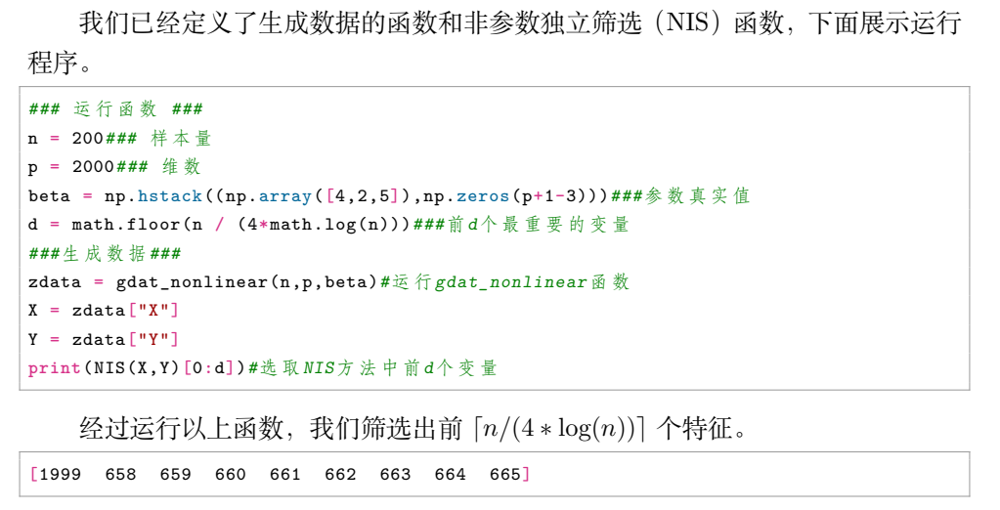 我们已经定义了生成数据的函数和非参数独立筛选（NIS）函数，下面展示运行
程序。
### 运行函数 ###
n = 200### 样本量
p = 2000### 维数
beta = np.hstack((np.array([4,2,5]),np.zeros(p+1-3)))###参数真实值
d = math.floor(n / (4*math.log(n)))###前d个最重要的变量
###生成数据###
zdata = gdat_nonlinear(n,p,beta)#运行gdat_nonlinear函数
X = zdata["X"]
Y = zdata["Y"]
print(NIS(X,Y)[0:d])#选取NIS方法中前d个变量
经过运行以上函数，我们筛选出前 ⌈n/(4 * log(n))⌉ 个特征。
[1999 658 659 660 661 662 663 664 665]